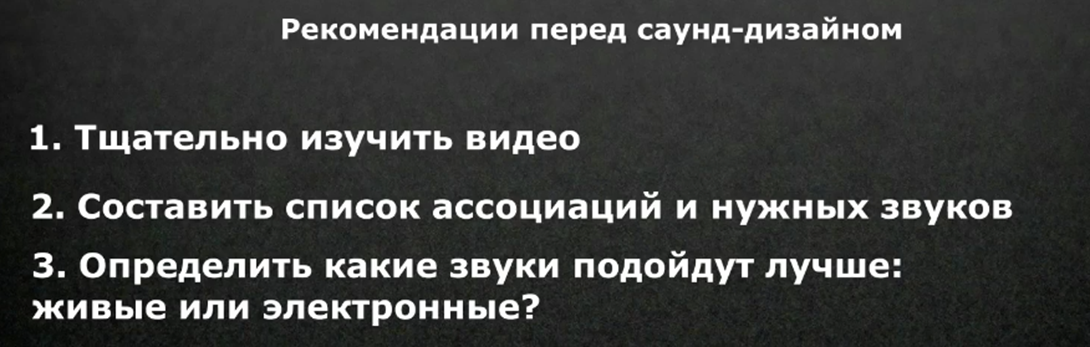 Рекомендации перед саунд-дизайном
1. Тщательно изучить видео
2. Составить список ассоциаций и нужных звуков
3. Определить какие звуки подойдут лучше:
живые или электронные?